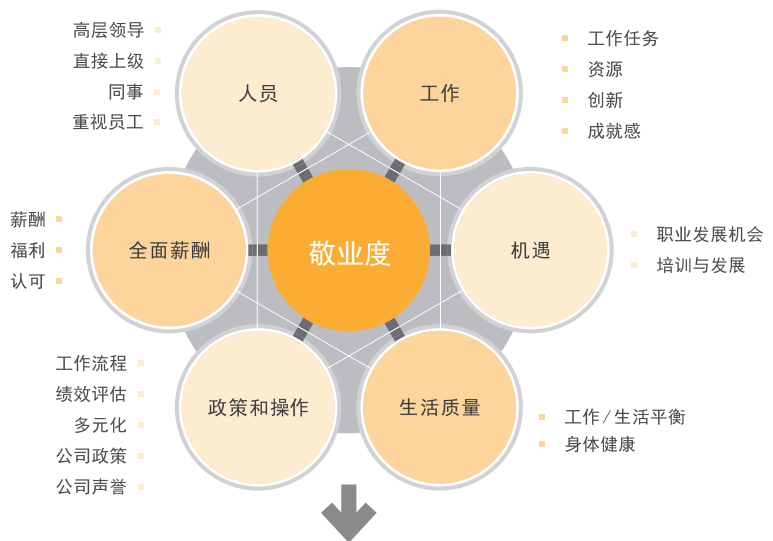 高层领导
直接上级
同事
重视员工
人员
工作
工作任务
资源
创新
成就感
薪酬
福利
认可
全面薪酬
敬业度
机遇
职业发展机会
培训与发展
工作流程
绩效评估
多元化
公司政策
公司声誉
政策和操作
生活质量
工作/生活平衡
身体健康